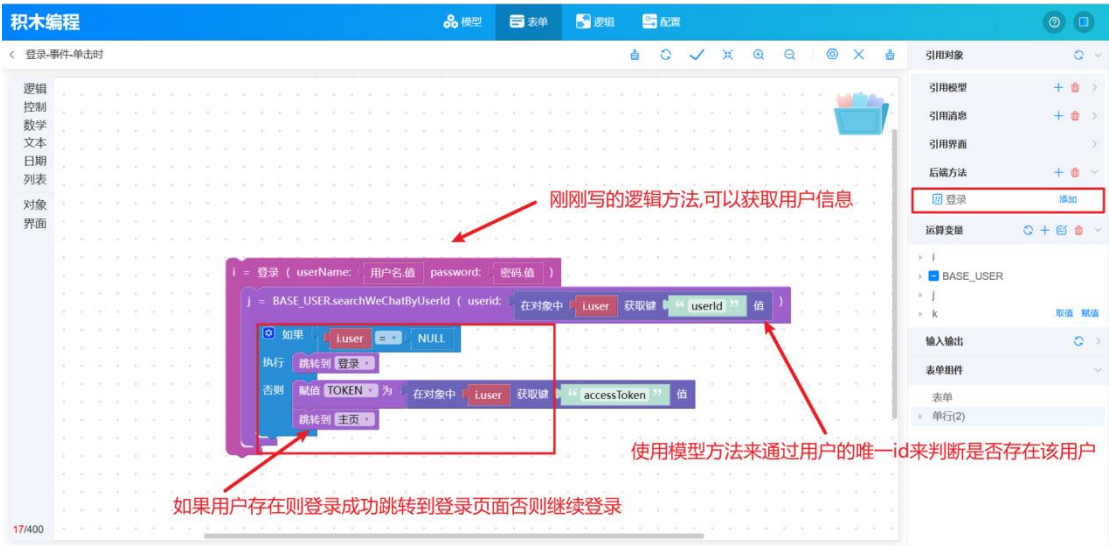 积木编程
模型
表单
逻辑
配置
登录-事件-单击时
逻辑
控制
数学
文本
日期
列表
对象
界面
刚刚写的逻辑方法,可以获取用户信息
i = 登录 ( userName: 用户名.值 password: 密码.值 )
j = BASE_USER.searchWeChatByUserId ( userid: 在对象中 i.user 获取键 “ userId ” 值 )
如果 i.user = NULL
执行 跳转到 登录
否则 赋值 TOKEN 为 在对象中 i.user 获取键 “ accessToken ” 值
跳转到 主页
使用模型方法来通过用户的唯一id来判断是否存在该用户
如果用户存在则登录成功跳转到登录页面否则继续登录
17/400
引用对象
引用模型
引用消息
引用界面
后端方法
登录 添加
运算变量
i
BASE_USER
j
k 取值 赋值
输入输出
表单组件
表单
单行(2)